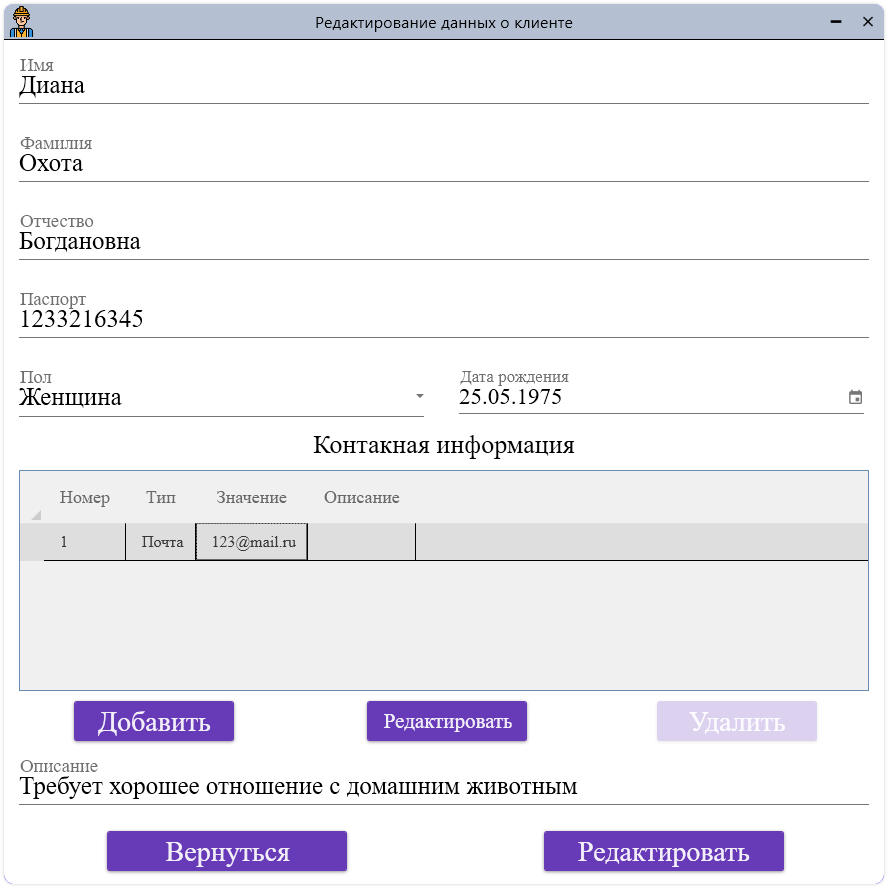 Редактирование данных о клиенте
Имя
Диана
Фамилия
Охота
Отчество
Богдановна
Паспорт
1233216345
Пол Дата рождения
Женщина 25.05.1975
Контакная информация
Номер Тип Значение Описание
1 Почта 123@mail.ru
Добавить Редактировать Удалить
Описание
Требует хорошее отношение с домашним животным
Вернуться Редактировать